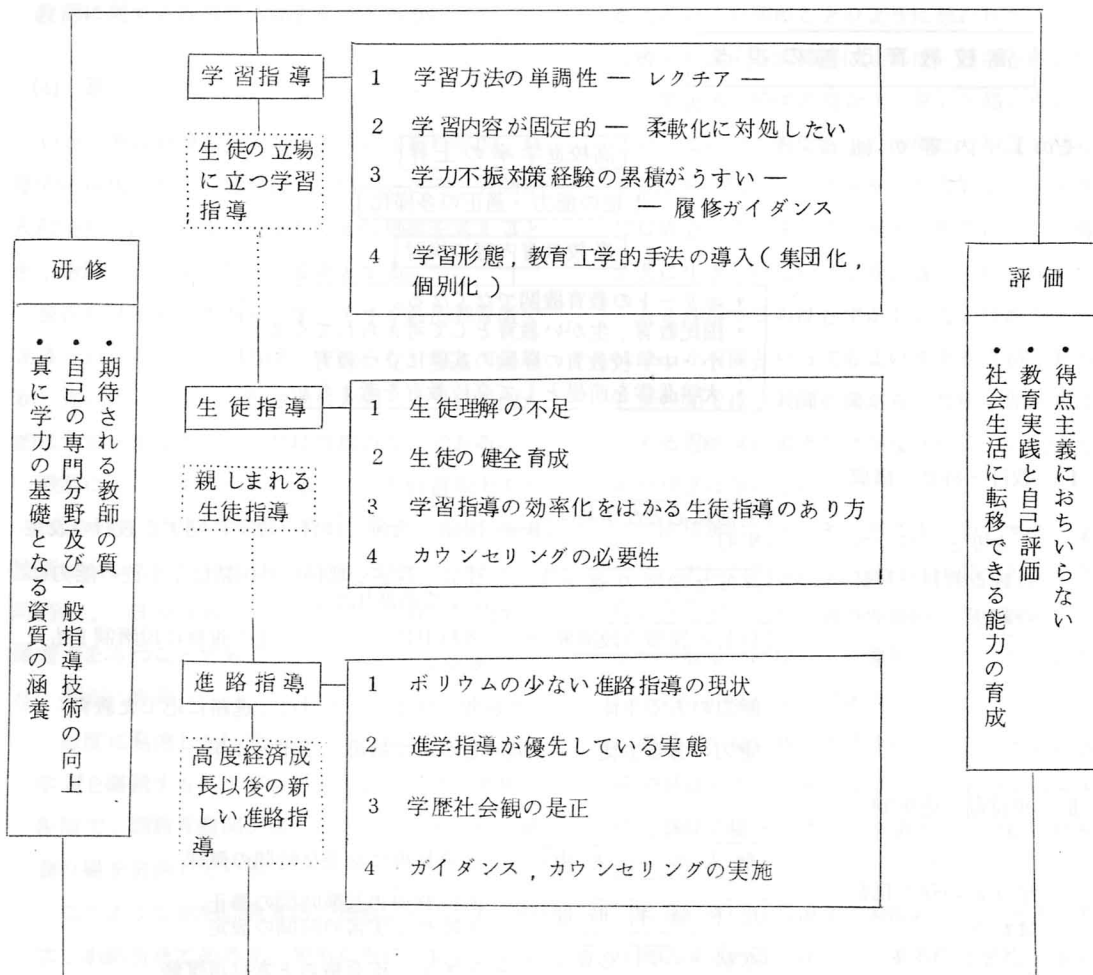 学習指導
1 学習方法の単調性 ― レクチア ―
2 学習内容が固定的 ― 柔軟化に対処したい
3 学力不振対策経験の累積がうすい ―
― 履修ガイダンス
4 学習形態，教育工学的手法の導入（集団化，
個別化）
生徒の立場
に立つ学習
指導
研修
・期待される教師の質
・自己の専門分野及び一般指導技術の向上
・真に学力の基礎となる資質の涵養
生徒指導
1 生徒理解の不足
2 生徒の健全育成
3 学習指導の効率化をはかる生徒指導のあり方
4 カウンセリングの必要性
親しまれる
生徒指導
進路指導
1 ボリウムの少ない進路指導の現状
2 進学指導が優先している実態
3 学歴社会観の是正
4 ガイダンス，カウンセリングの実施
高度経済成
長以後の新
しい進路指
導
評価
・得点主義におちいらない
・教育実践と自己評価
・社会生活に転移できる能力の育成